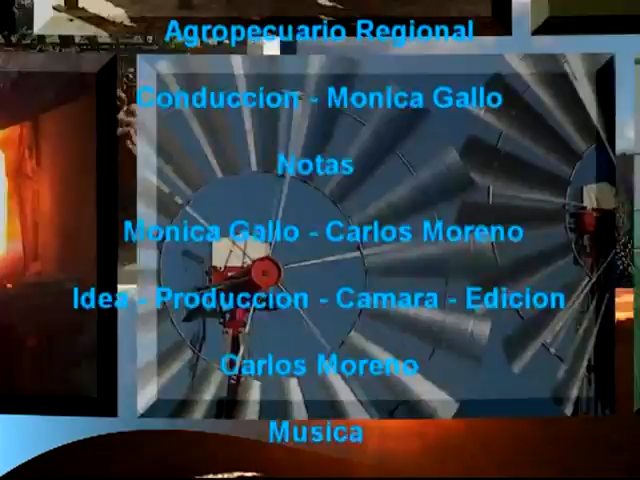 Agropecuario Regional
Conduccion - Monica Gallo
Notas
Monica Gallo - Carlos Moreno
Idea - Produccion - Camara - Edicion
Carlos Moreno
Musica